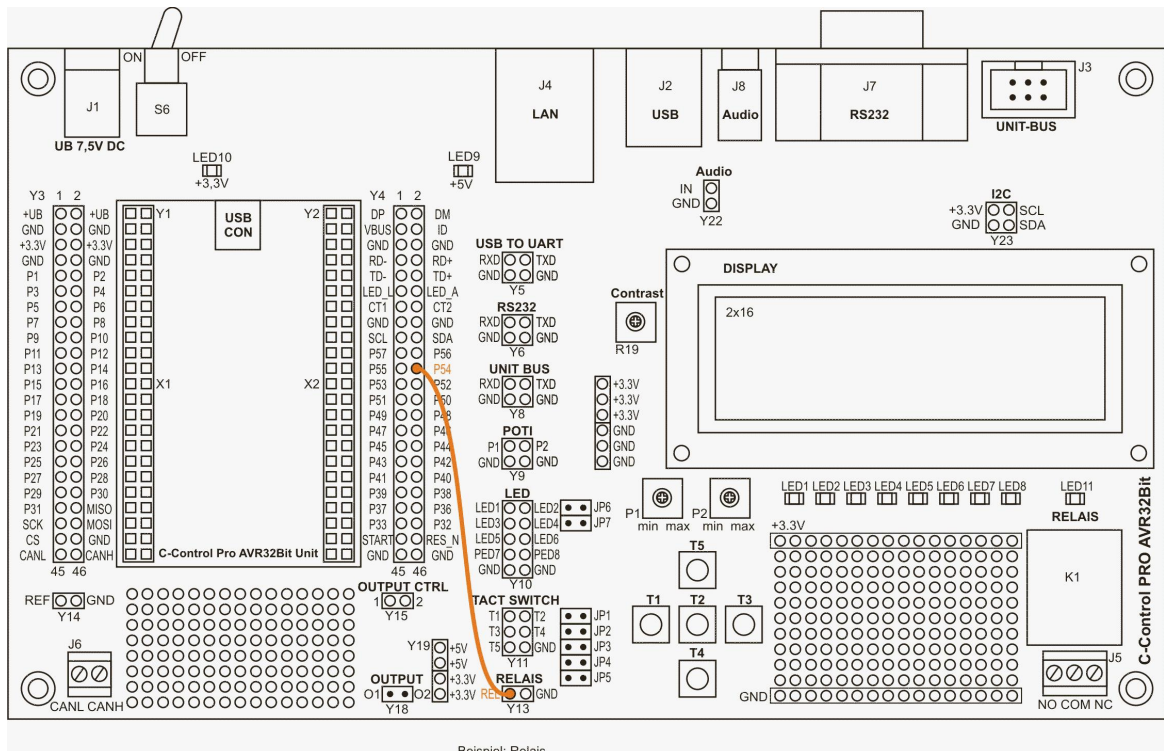 ON OFF
J1 S6 J4 J2 J8 J7 J3
LAN USB Audio RS232
UB 7,5V DC UNIT-BUS
LED10 LED9
+3,3V +5V
Audio
IN
GND
Y22
I2C
+3.3V SCL
GND SDA
Y23
Y3 1 2
+UB +UB
GND GND
+3.3V +3.3V
GND GND
P1 P2
P3 P4
P5 P6
P7 P8
P9 P10
P11 P12
P13 P14
P15 P16
P17 P18
P19 P20
P21 P22
P23 P24
P25 P26
P27 P28
P29 P30
P31 MISO
SCK MOSI
CS GND
CANL CANH
45 46
Y1 USB CON Y2
X1 X2
C-Control Pro AVR32Bit Unit
Y4 1 2
DP DM
VBUS ID
GND GND
RD- RD+
TD- TD+
LED_L LED_A
CT1 CT2
GND GND
SCL SDA
P57 P56
P55 P54
P53 P52
P51 P50
P49 P48
P47 P46
P45 P44
P43 P42
P41 P40
P39 P38
P37 P36
P33 P32
START RES_N
GND GND
45 46
USB TO UART
RXD TXD
GND GND
Y5
RS232
RXD TXD
GND GND
Y6
UNIT BUS
RXD TXD
GND GND
Y8
POTI
P1 P2
GND GND
Y9
LED
LED1 LED2 JP6
LED3 LED4 JP7
LED5 LED6
PED7 PED8
GND GND
Y10
TACT SWITCH
T1 T2 JP1
T3 T4 JP2
T5 GND JP3
Y11 JP4
JP5
RELAIS
REL GND
Y13
Contrast
R19
+3.3V
+3.3V
+3.3V
GND
GND
GND
DISPLAY
2x16
P1 P2
min max min max
LED1 LED2 LED3 LED4 LED5 LED6 LED7 LED8 LED11
RELAIS
+3.3V
K1
GND
T5
T1 T2 T3
T4
J5
NO COM NC
C-Control PRO AVR32Bit
REF GND
Y14
OUTPUT CTRL
1 2
Y15
J6
CANL CANH
Y19 +5V
+5V
+3.3V
+3.3V
OUTPUT
O1 O2
Y18
Beispiel: Relais